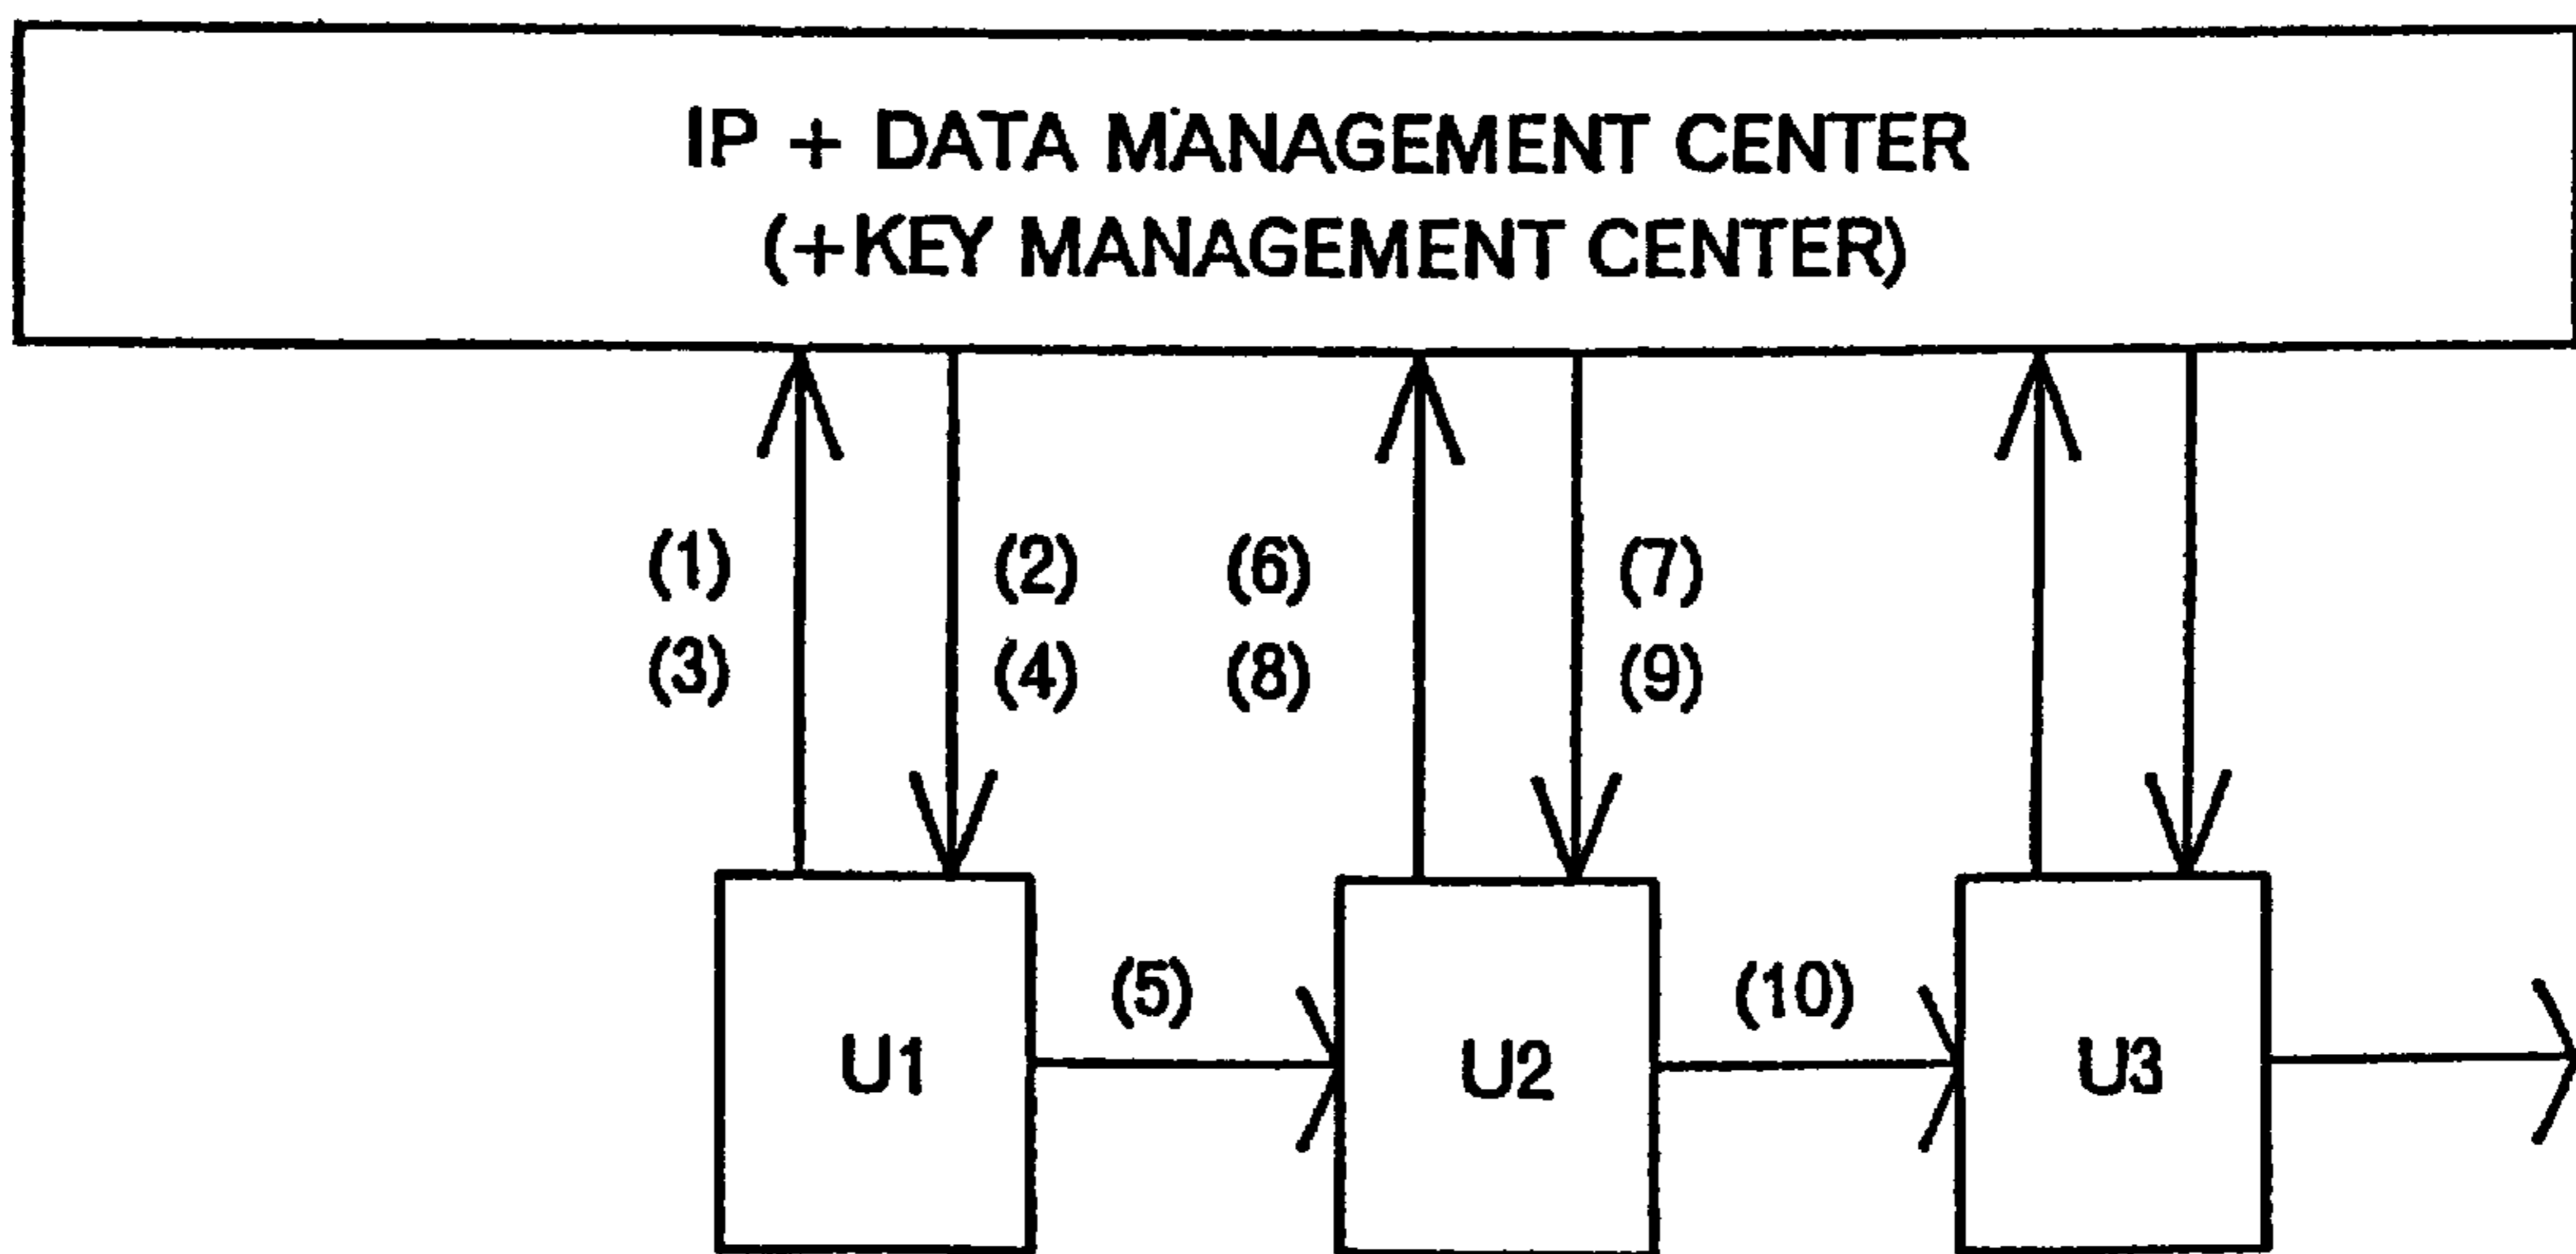 IP + DATA MANAGEMENT CENTER
(+KEY MANAGEMENT CENTER)
(1) (2) (6) (7)
(3) (4) (8) (9)
(5) (10)
U1 U2 U3